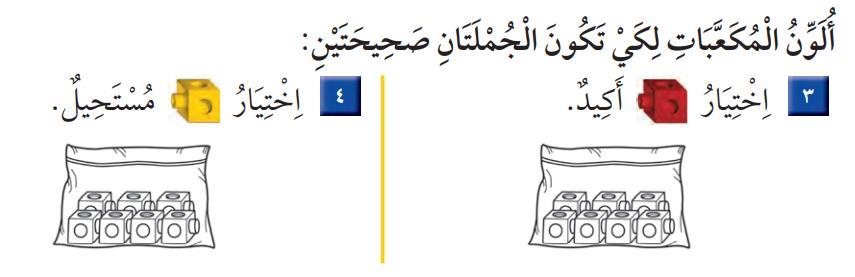 أُلَوِّنُ الْمُكَعَّبَاتِ لِكَيْ تَكُونَ الْجُمْلَتَانِ صَحِيحَتَيْنِ:
٣ اِخْتِيَارُ أَكِيدٌ.
٤ اِخْتِيَارُ مُسْتَحِيلٌ.